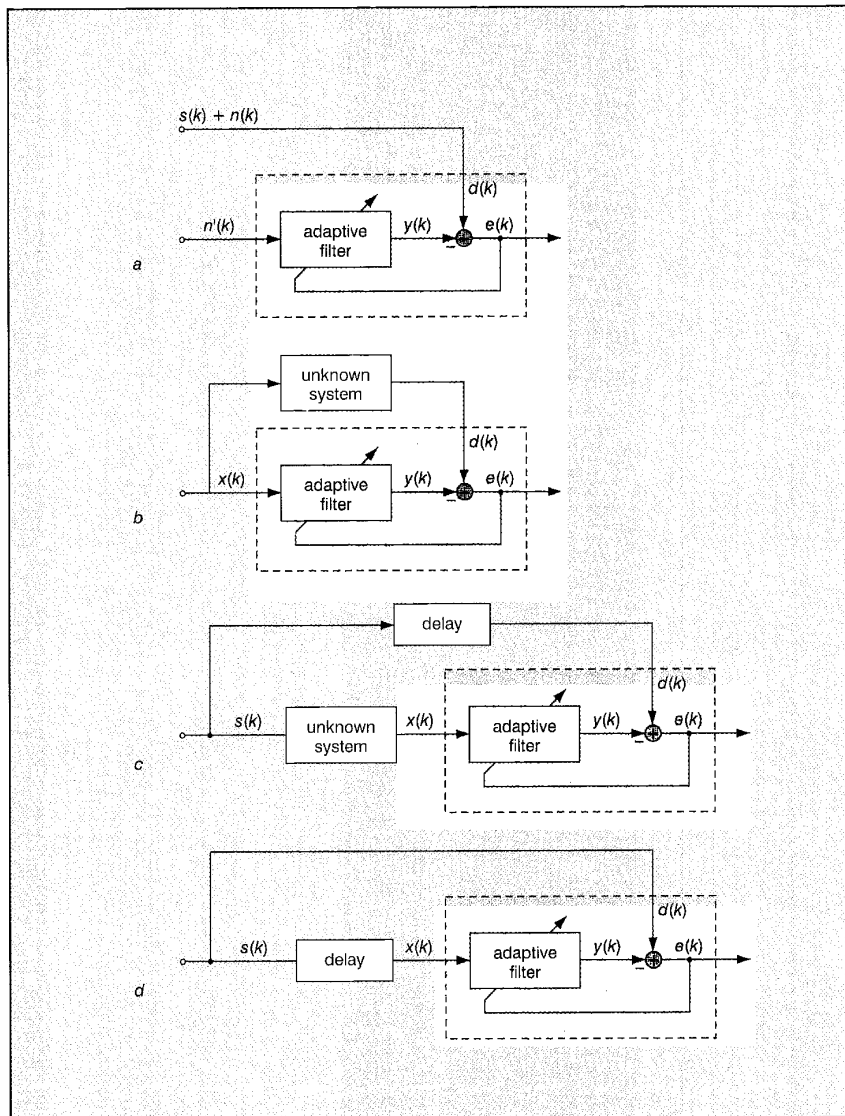 s(k) + n(k)
d(k)
n'(k)
adaptive
filter
y(k)
e(k)
–
a
unknown
system
d(k)
x(k)
adaptive
filter
y(k)
e(k)
–
b
delay
d(k)
s(k)
unknown
system
x(k)
adaptive
filter
y(k)
e(k)
–
c
d(k)
s(k)
delay
x(k)
adaptive
filter
y(k)
e(k)
–
d